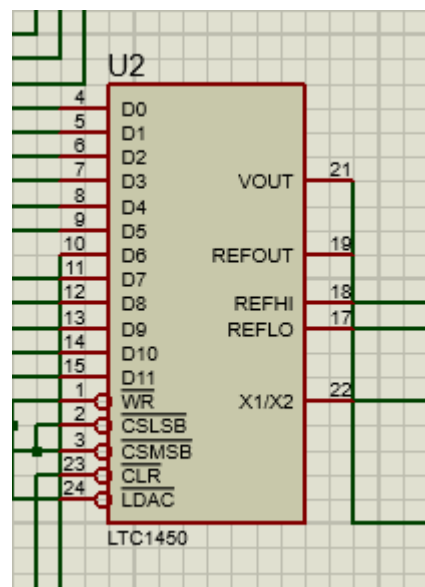 U2
4 D0
5 D1
6 D2
7 D3 VOUT 21
8 D4
9 D5
10 D6 REFOUT 19
11 D7
12 D8 REFHI 18
13 D9 REFLO 17
14 D10
15 D11
1 WR X1/X2 22
2 CSLSB
3 CSMSB
23 CLR
24 LDAC
LTC1450